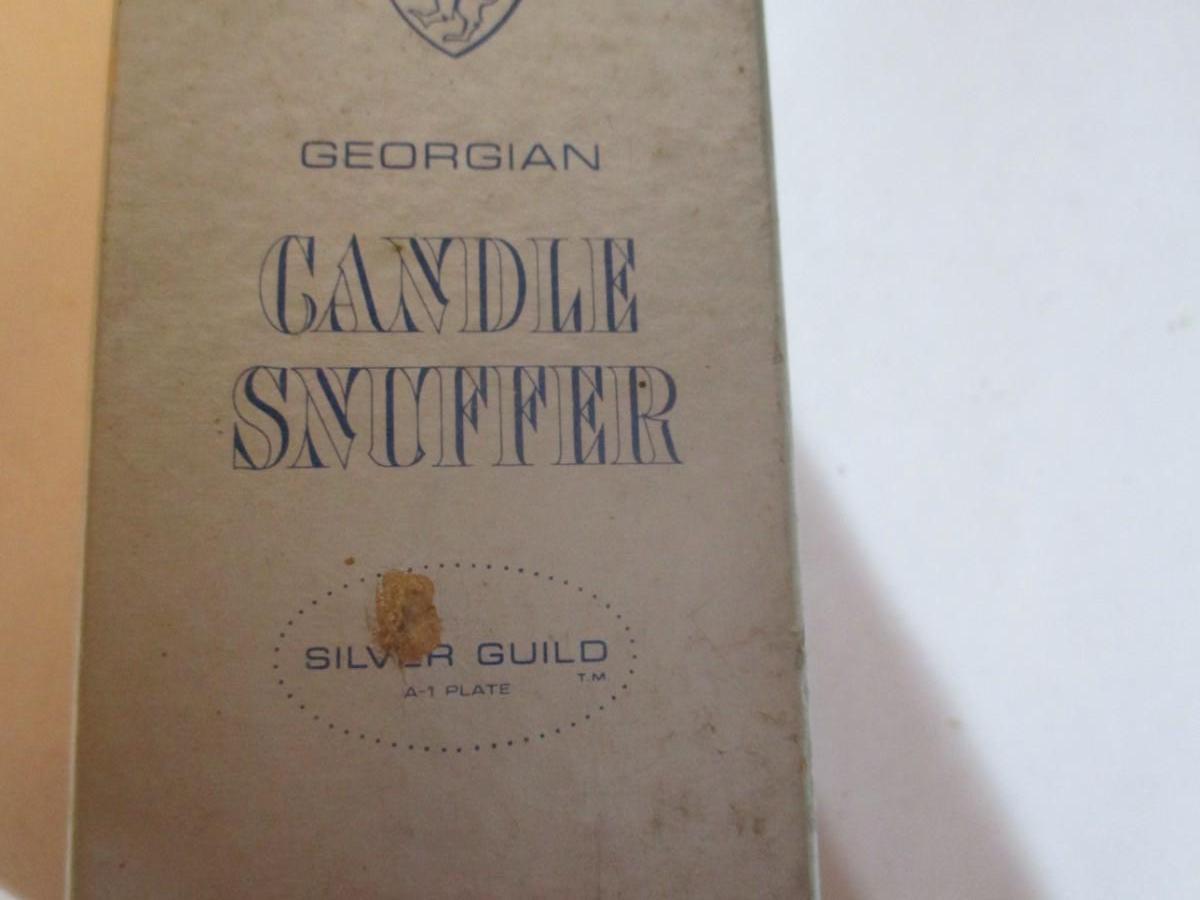 GEORGIAN
CANDLE
SNUFFER
SILVER GUILD
T.M.
A-1 PLATE